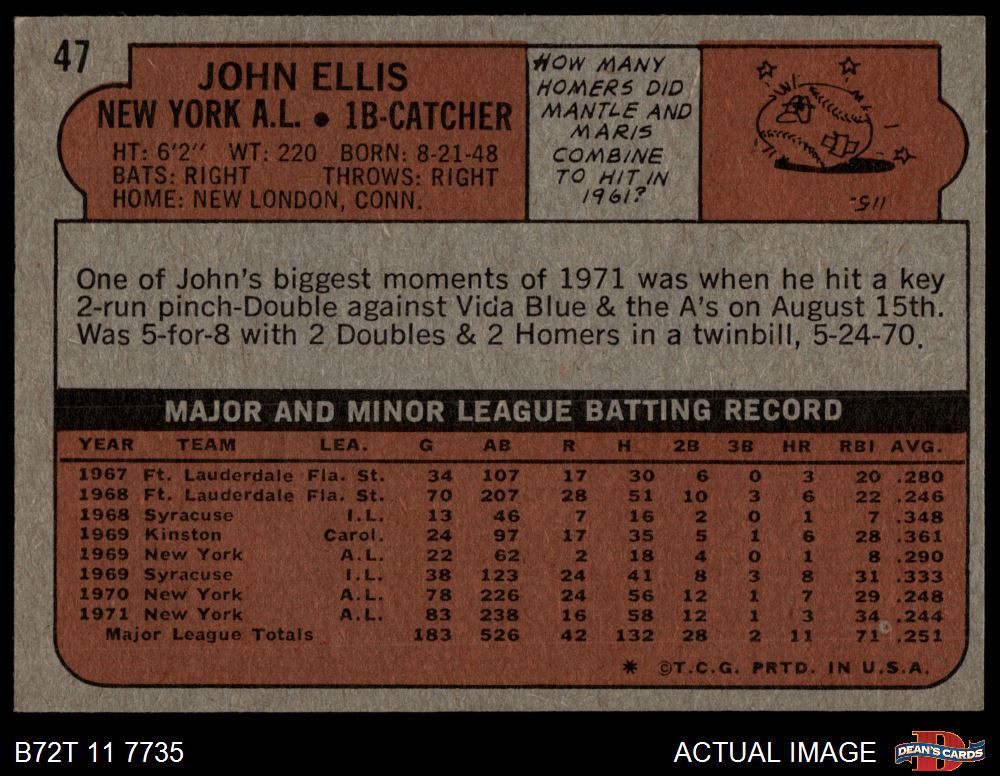 47
JOHN ELLIS
NEW YORK A.L. • 1B-CATCHER
HT: 6'2" WT: 220 BORN: 8-21-48
BATS: RIGHT THROWS: RIGHT
HOME: NEW LONDON, CONN.
HOW MANY
HOMERS DID
MANTLE AND
MARIS
COMBINE
TO HIT IN
1961?
"115."
One of John's biggest moments of 1971 was when he hit a key
2-run pinch-Double against Vida Blue & the A's on August 15th.
Was 5-for-8 with 2 Doubles & 2 Homers in a twinbill, 5-24-70.
MAJOR AND MINOR LEAGUE BATTING RECORD
YEAR TEAM LEA. G AB R H 2B 3B HR RBI AVG.
1967 Ft. Lauderdale Fla. St. 34 107 17 30 6 0 3 20 .280
1968 Ft. Lauderdale Fla. St. 70 207 28 51 10 3 6 22 .246
1968 Syracuse I.L. 13 46 7 16 2 0 1 7 .348
1969 Kinston Carol. 24 97 17 35 5 1 6 28 .361
1969 New York A.L. 22 62 2 18 4 0 1 8 .290
1969 Syracuse I.L. 38 123 24 41 8 3 8 31 .333
1970 New York A.L. 78 226 24 56 12 1 7 29 .248
1971 New York A.L. 83 238 16 58 12 1 3 34 .244
Major League Totals 183 526 42 132 28 2 11 71 .251
* ©T.C.G. PRTD. IN U.S.A.
B72T 11 7735 ACTUAL IMAGE DEAN'S CARDS